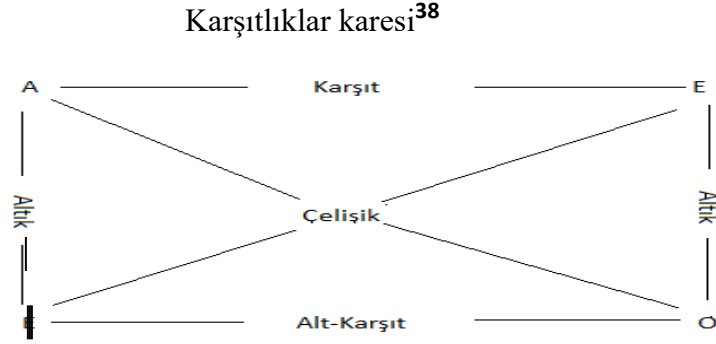 Karşıtlıklar karesi38
A Karşıt E
Altık Altık
Çelişik
Alt-Karşıt O